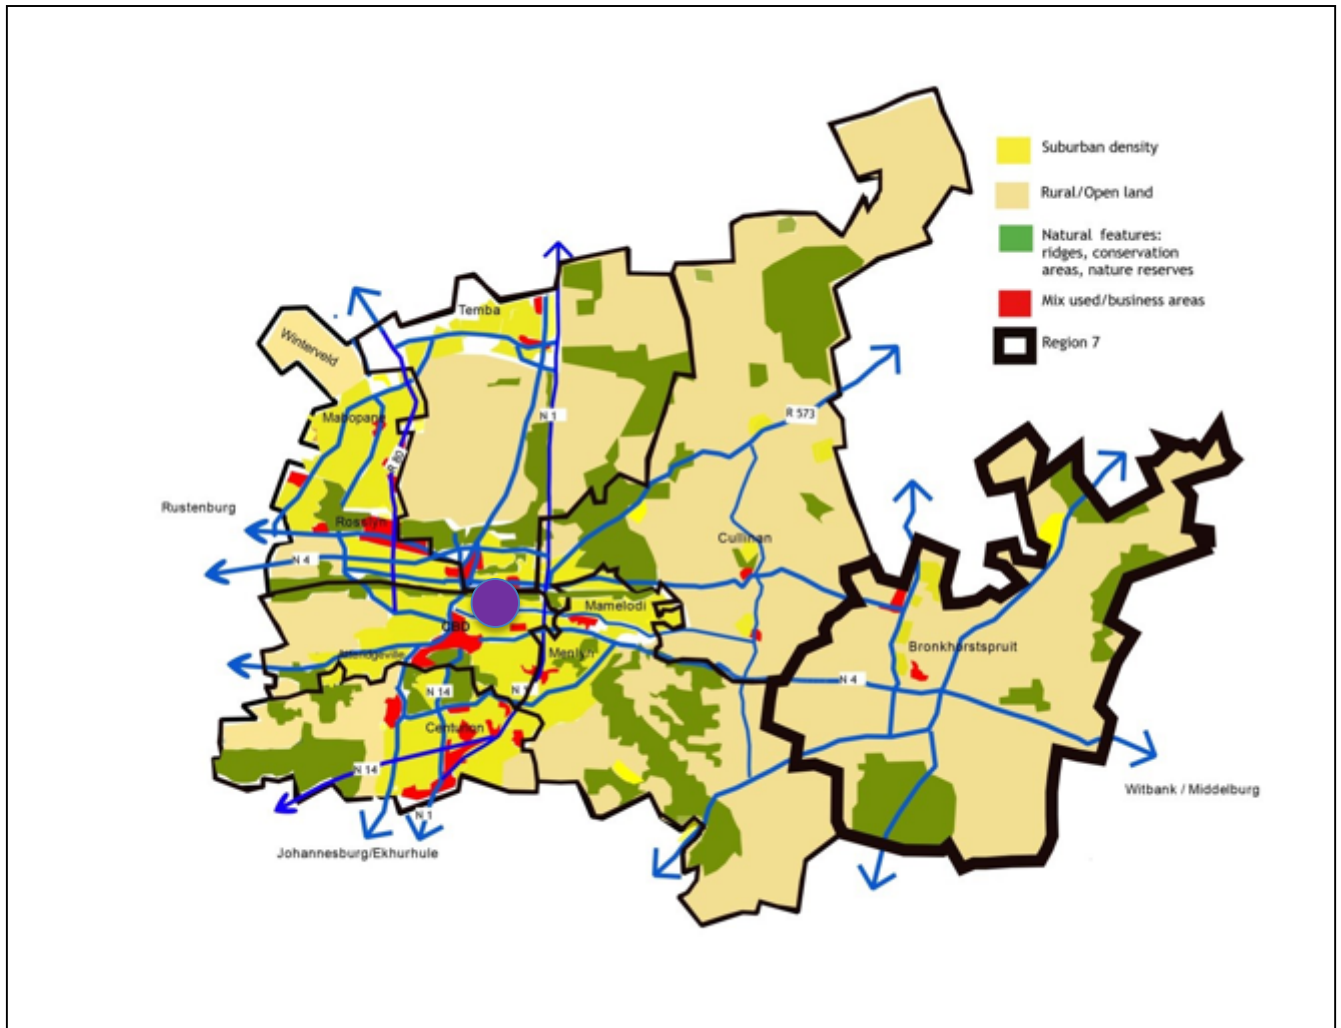 Suburban density
Rural/Open land
Natural features:
ridges, conservation
areas, nature reserves
Mix used/business areas
Region 7
Temba
Winterveld
Mabopane
N 1
R 573
R 80
Rustenburg
Rosslyn
N 4
Cullinan
Mamelodi
CBD
Bronkhorstspruit
Atteridgeville
Menlyn
N 4
N 14
N 1
Centurion
N 14
Witbank / Middelburg
N 1
Johannesburg/Ekhurhule